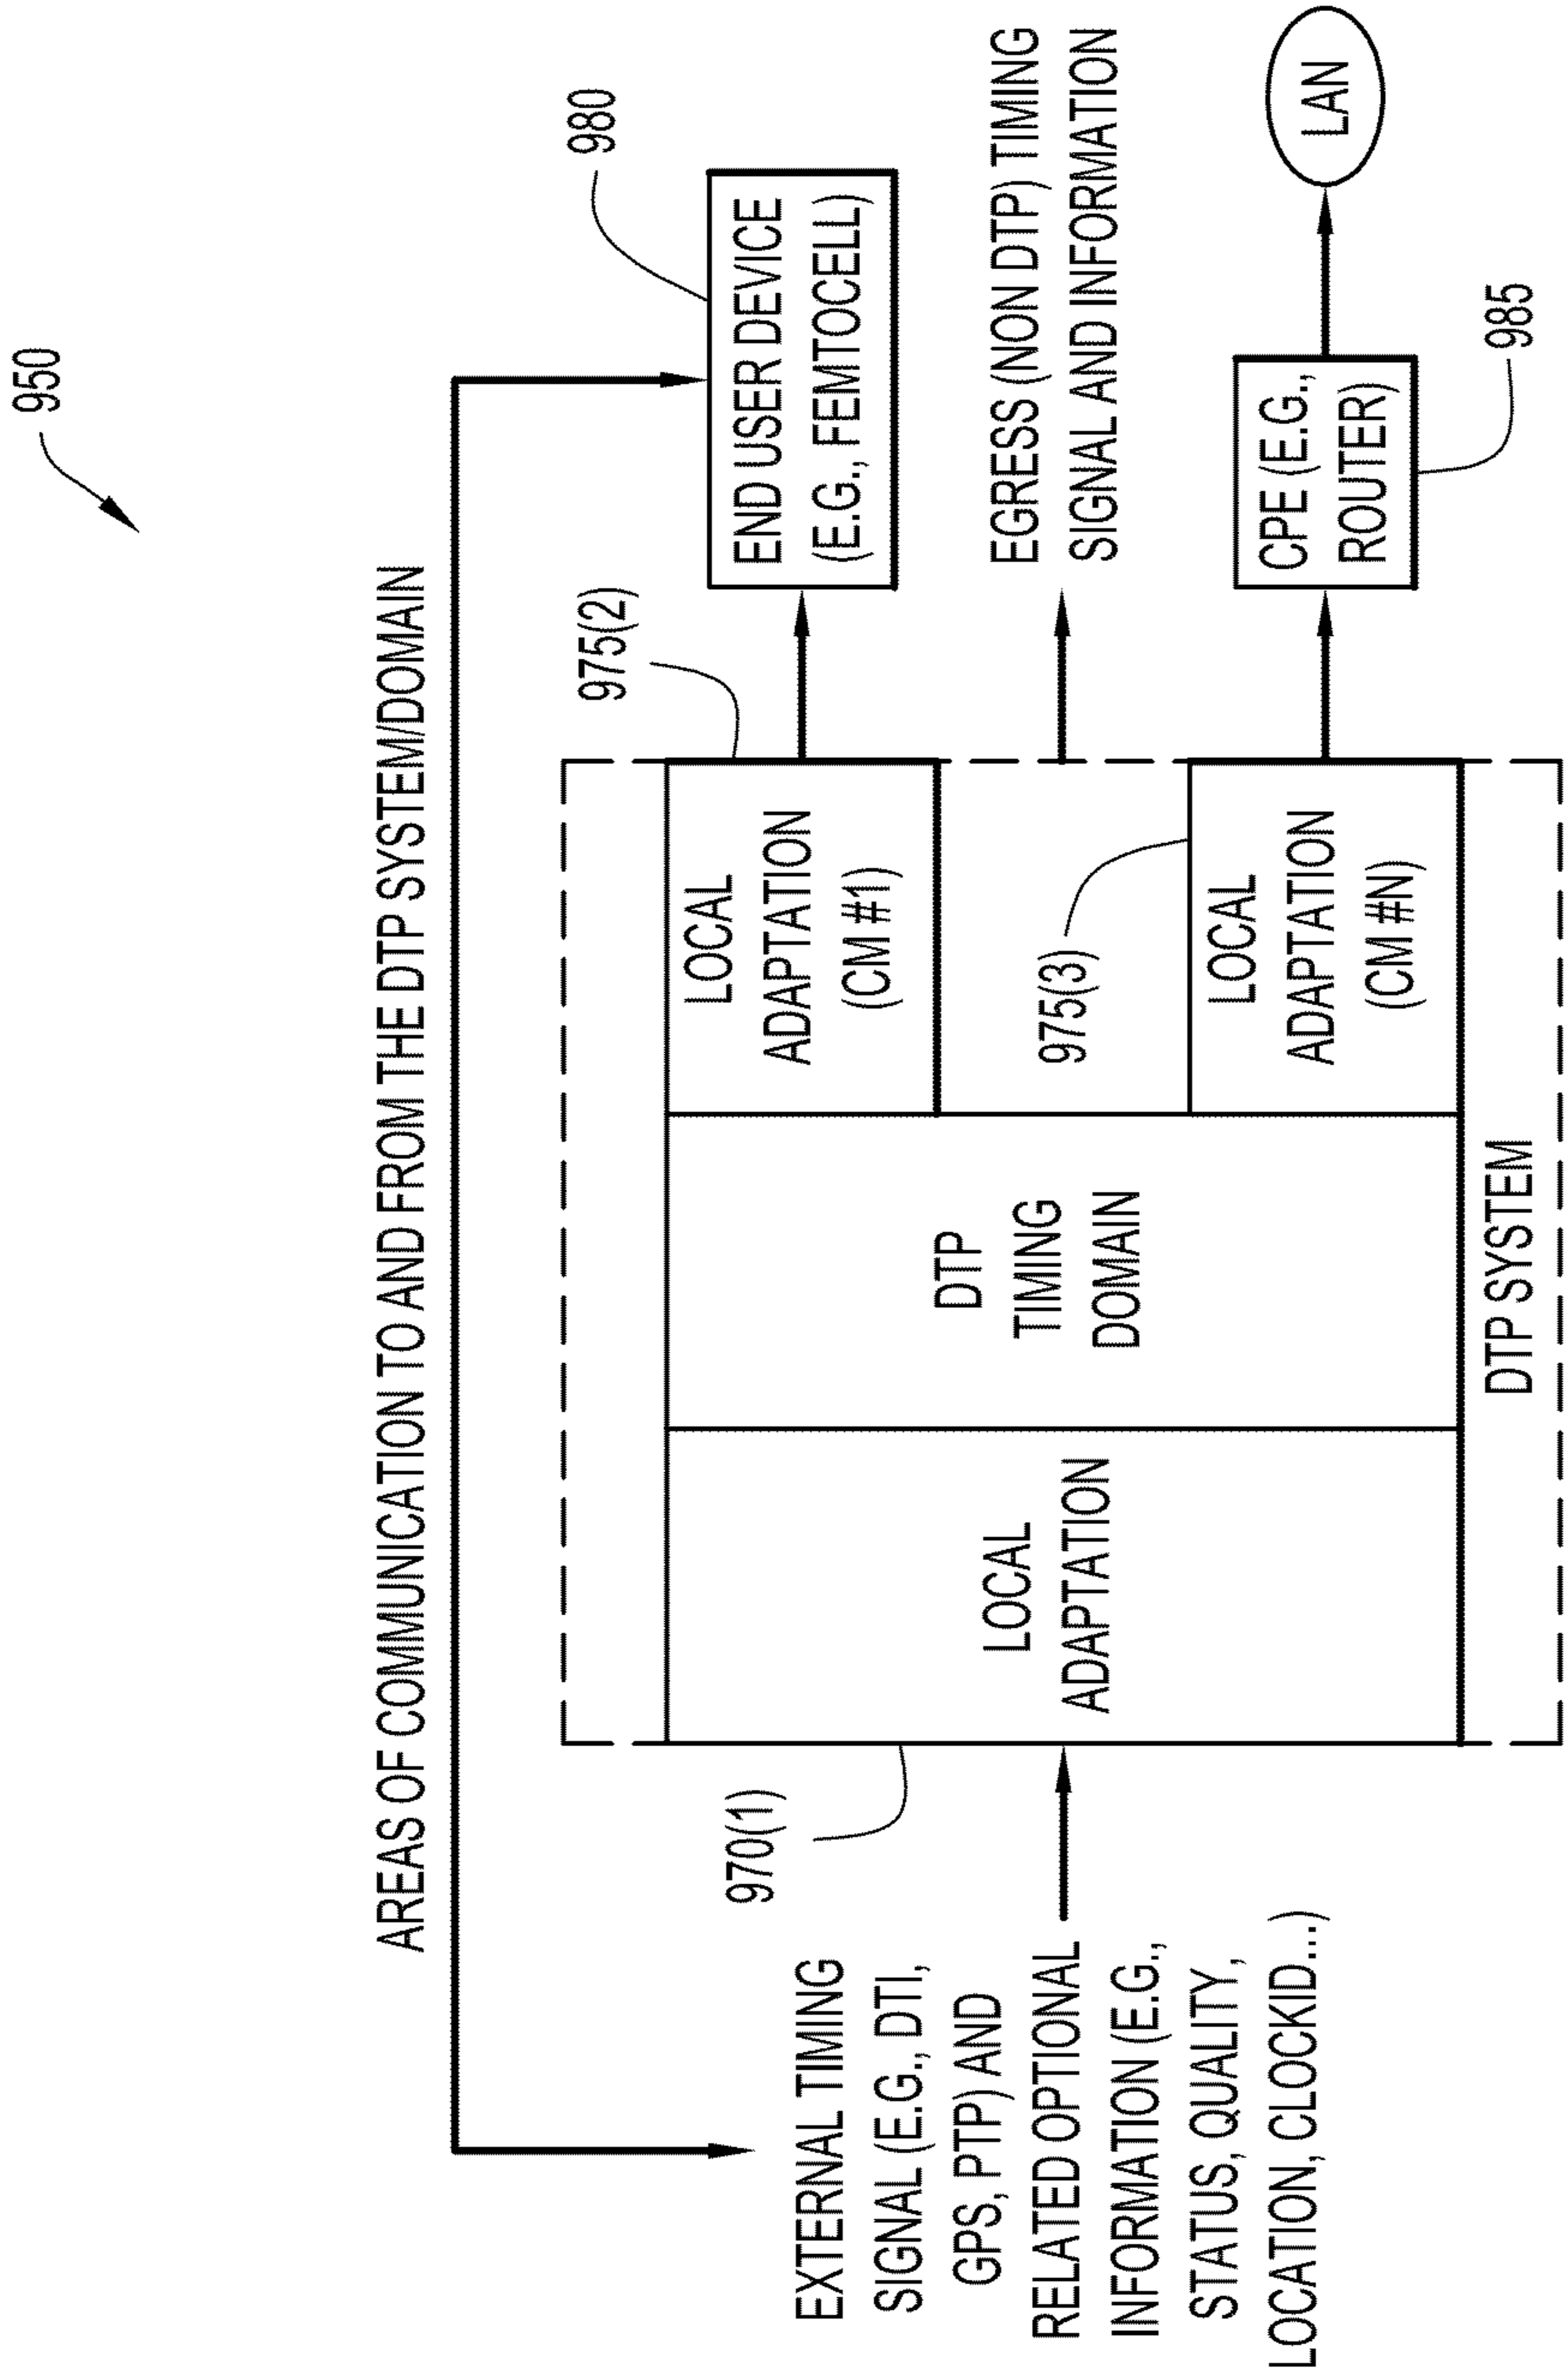 950
AREAS OF COMMUNICATION TO AND FROM THE DTP SYSTEM/DOMAIN
EXTERNAL TIMING
SIGNAL (E.G., DTI,
GPS, PTP) AND
RELATED OPTIONAL
INFORMATION (E.G.,
STATUS, QUALITY,
LOCATION, CLOCKID...)
970(1)
LOCAL
ADAPTATION
DTP
TIMING
DOMAIN
LOCAL
ADAPTATION
(CM #1)
975(2)
975(3)
LOCAL
ADAPTATION
(CM #N)
DTP SYSTEM
END USER DEVICE
(E.G., FEMTOCELL)
980
EGRESS (NON DTP) TIMING
SIGNAL AND INFORMATION
CPE (E.G.,
ROUTER)
985
LAN